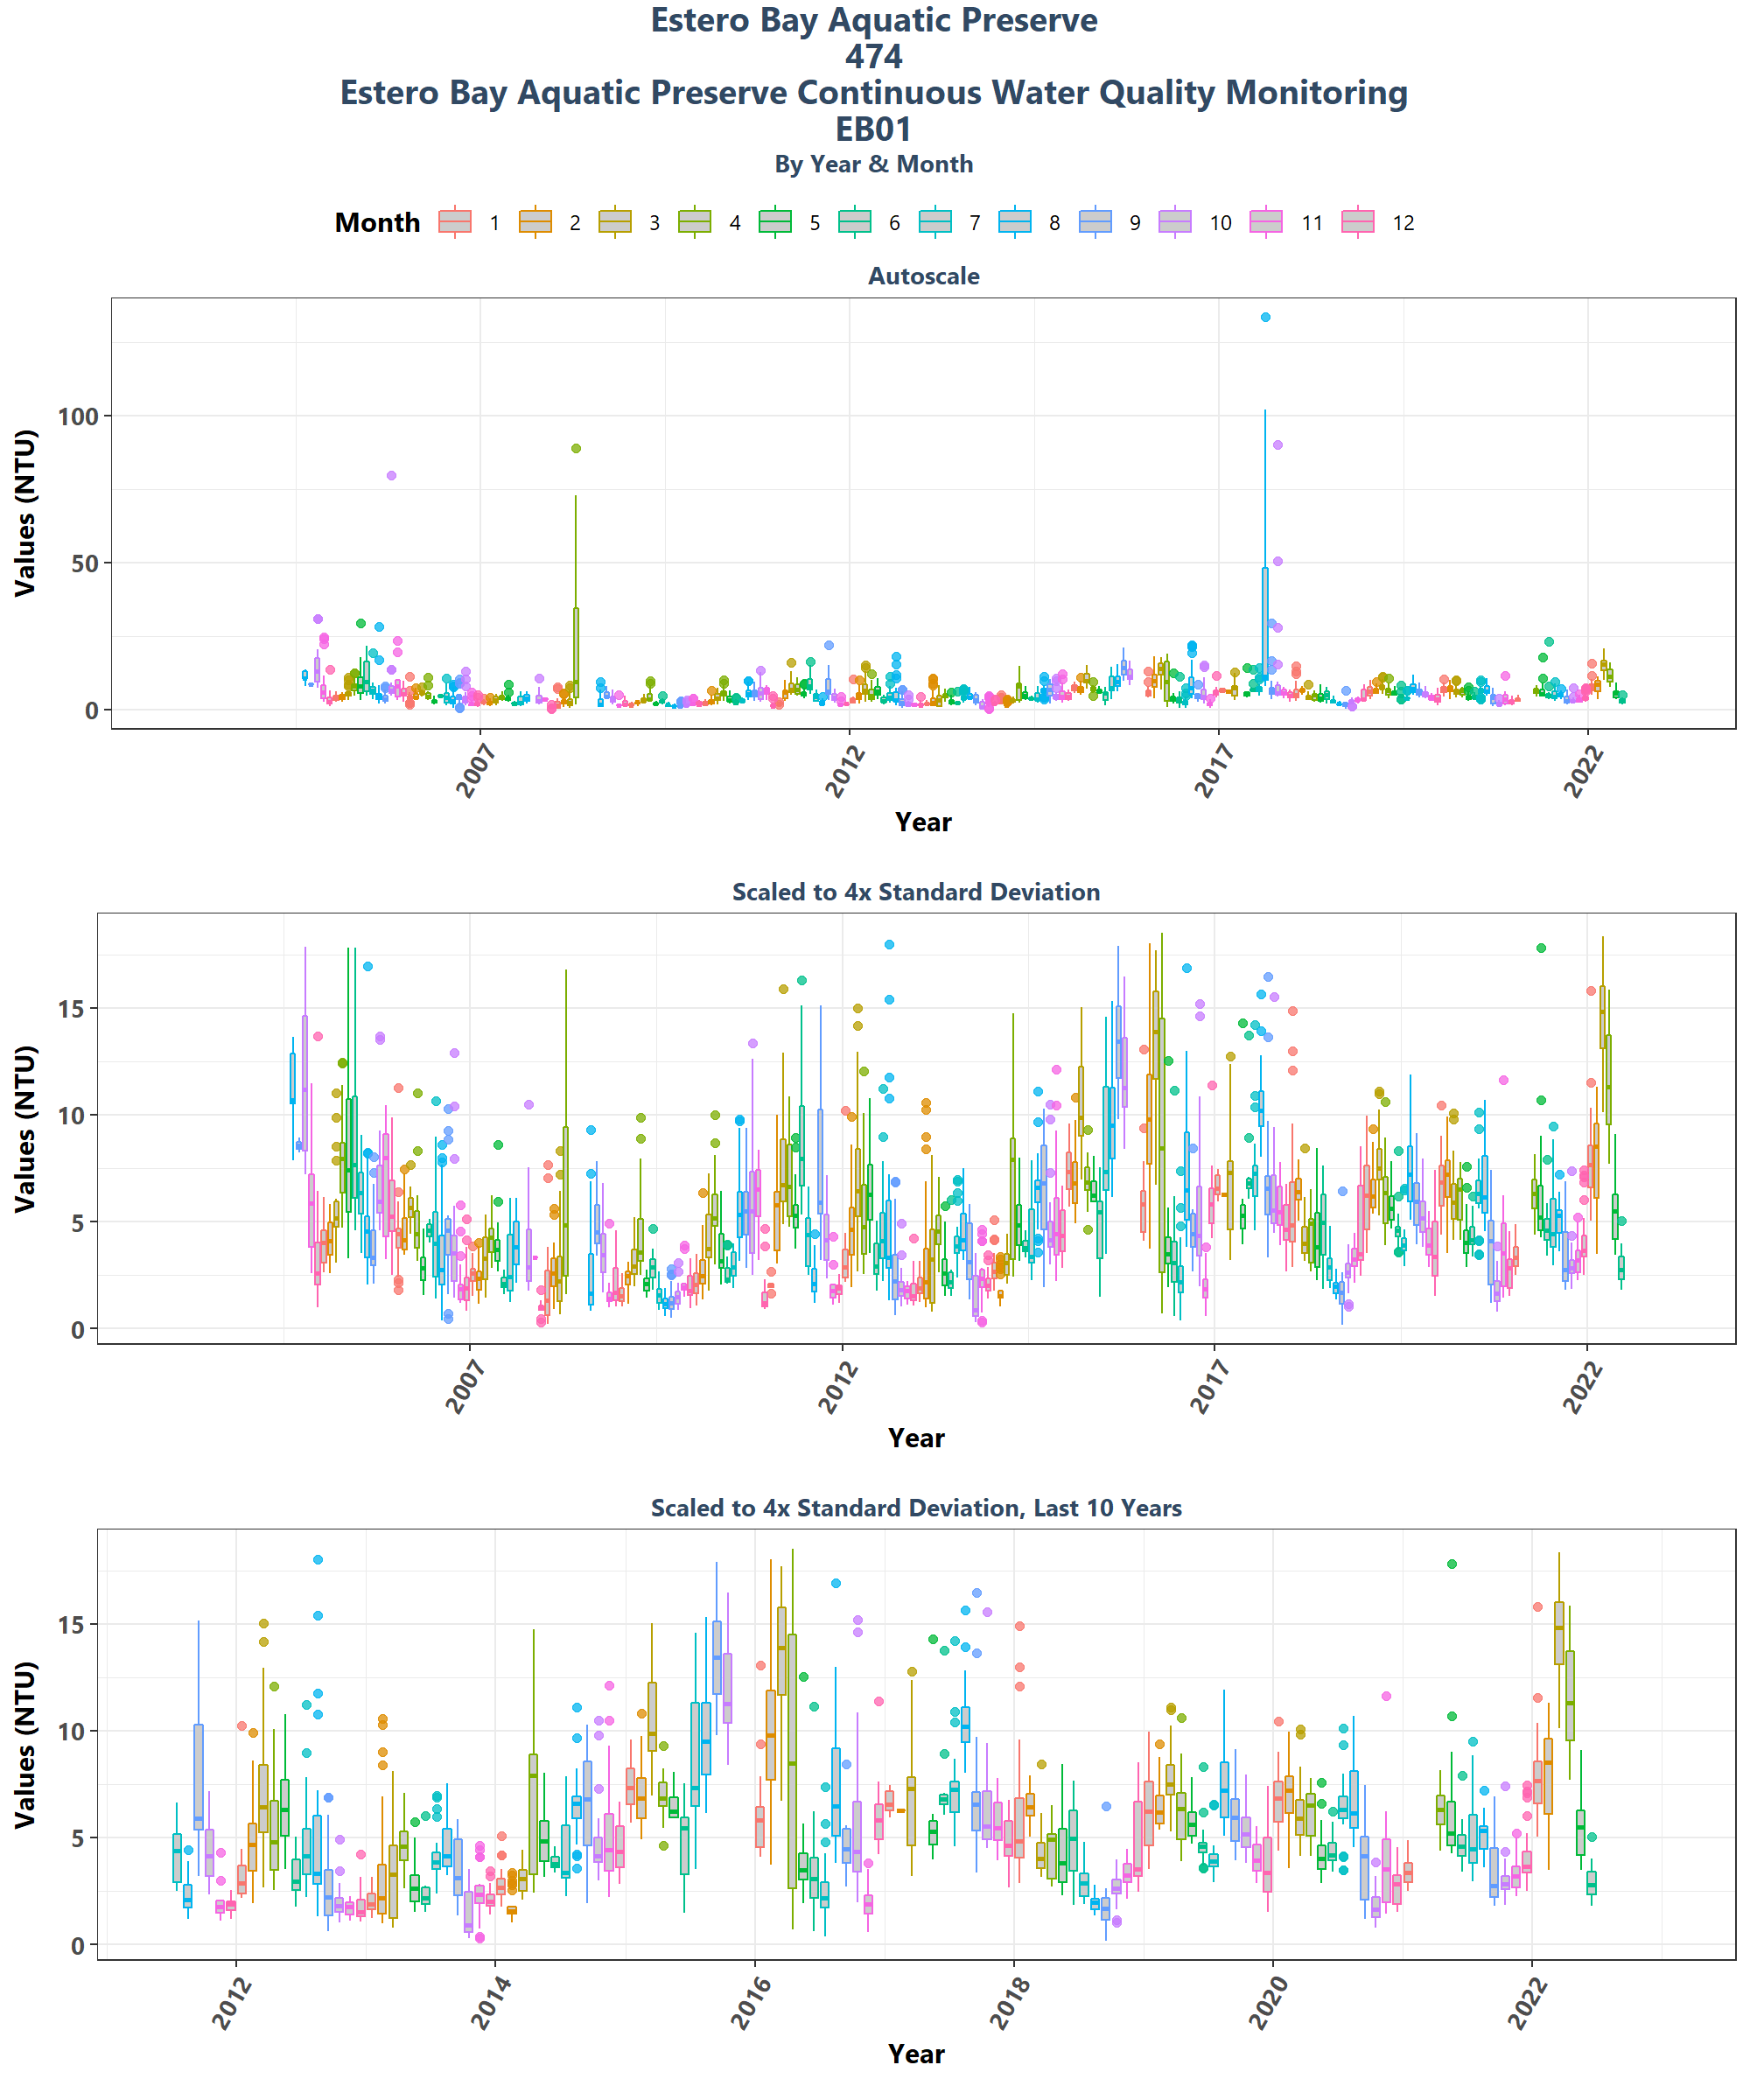 Estero Bay Aquatic Preserve
474
Estero Bay Aquatic Preserve Continuous Water Quality Monitoring
EB01
By Year & Month
Month 1 2 3 4 5 6 7 8 9 10 11 12
Autoscale
Values (NTU)
100
50
0
2007 2012 2017 2022
Year
Scaled to 4x Standard Deviation
Values (NTU)
15
10
5
0
2007 2012 2017 2022
Year
Scaled to 4x Standard Deviation, Last 10 Years
Values (NTU)
15
10
5
0
2012 2014 2016 2018 2020 2022
Year